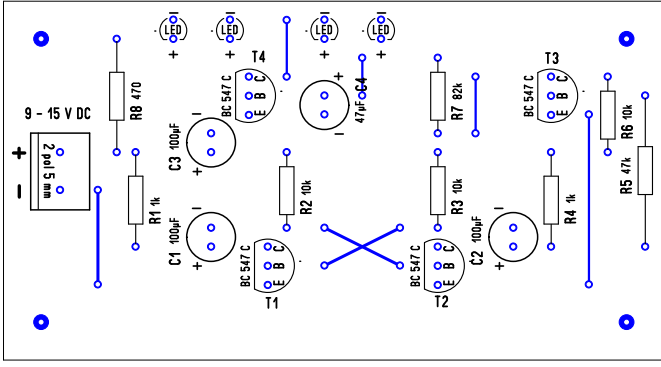 LED
+
LED
+
LED
+
LED
+
T4
BC 547 C
C
B
E
C4
47µF
+
–
R8 470
R7 82k
T3
BC 547 C
C
B
E
R6 10k
R5 47k
9 - 15 V DC
+
–
2 pol 5 mm
C3 100µF
–
+
R1 1k
R2 10k
R3 10k
R4 1k
C1 100µF
–
+
BC 547 C
C
B
E
T1
BC 547 C
C
B
E
T2
C2 100µF
–
+